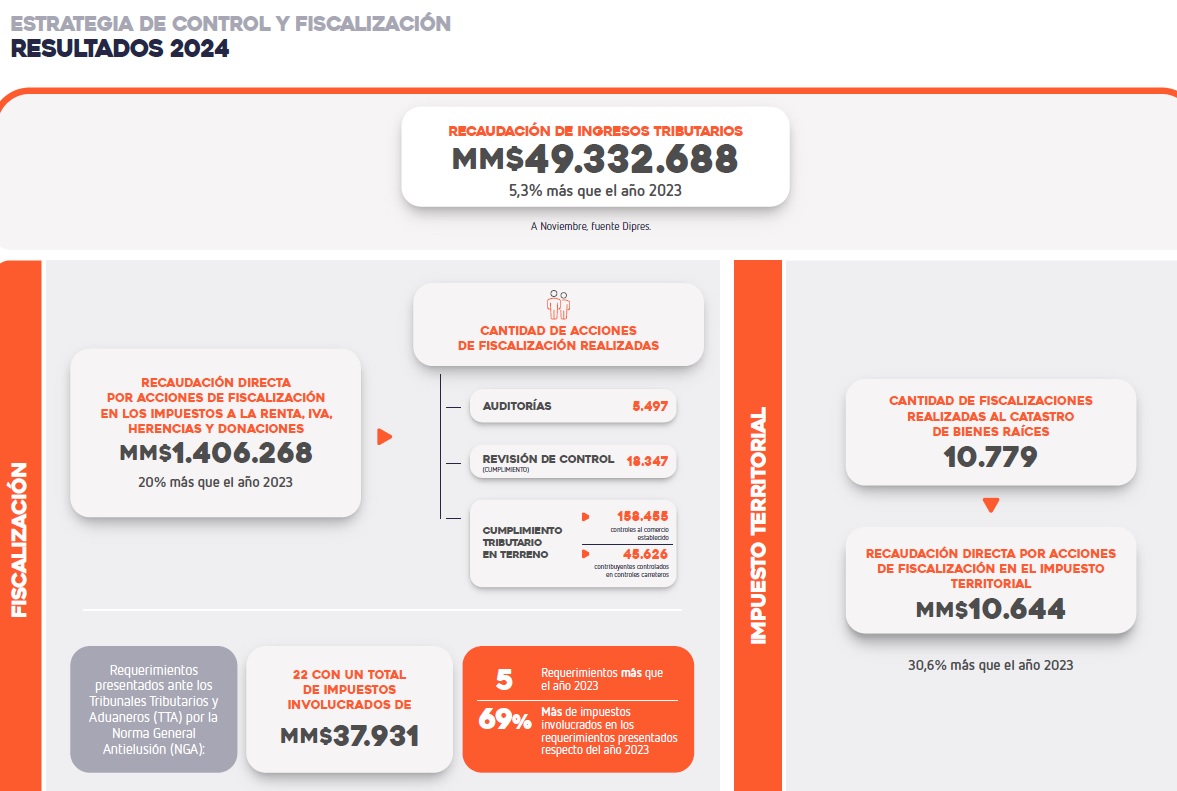 ESTRATEGIA DE CONTROL Y FISCALIZACIÓN
RESULTADOS 2024
RECAUDACIÓN DE INGRESOS TRIBUTARIOS
MM$49.332.688
5,3% más que el año 2023
A Noviembre, fuente Dipres.
FISCALIZACIÓN
RECAUDACIÓN DIRECTA
POR ACCIONES DE FISCALIZACIÓN
EN LOS IMPUESTOS A LA RENTA, IVA,
HERENCIAS Y DONACIONES
MM$1.406.268
20% más que el año 2023
CANTIDAD DE ACCIONES
DE FISCALIZACIÓN REALIZADAS
AUDITORÍAS 5.497
REVISIÓN DE CONTROL 18.347
(CUMPLIMIENTO)
CUMPLIMIENTO
TRIBUTARIO
EN TERRENO
158.455
controles al comercio
establecido
45.626
contribuyentes controlados
en controles carreteros
Requerimientos
presentados ante los
Tribunales Tributarios y
Aduaneros (TTA) por la
Norma General
Antielusión (NGA):
22 CON UN TOTAL
DE IMPUESTOS
INVOLUCRADOS DE
MM$37.931
5 Requerimientos más que
el año 2023
69% Más de impuestos
involucrados en los
requerimientos presentados
respecto del año 2023
IMPUESTO TERRITORIAL
CANTIDAD DE FISCALIZACIONES
REALIZADAS AL CATASTRO
DE BIENES RAÍCES
10.779
RECAUDACIÓN DIRECTA POR ACCIONES
DE FISCALIZACIÓN EN EL IMPUESTO
TERRITORIAL
MM$10.644
30,6% más que el año 2023